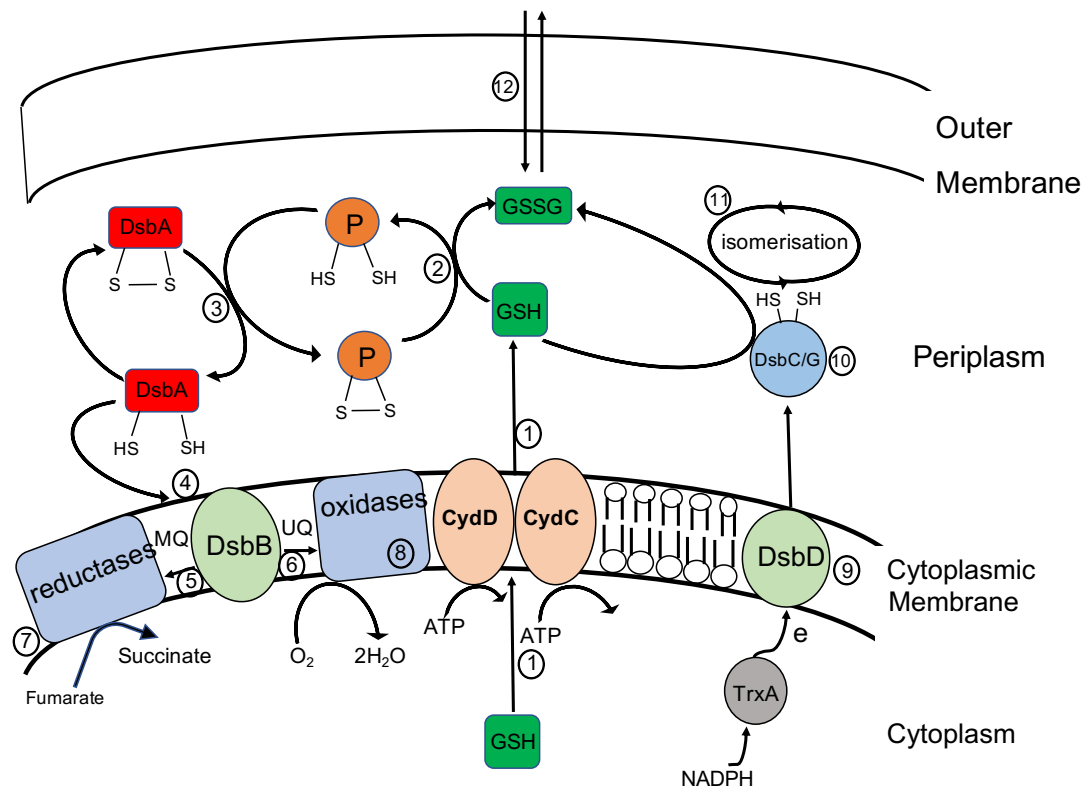 12
Outer
Membrane
GSSG
11
isomerisation
DsbA
P
2
S S
HS SH
3
HS SH
GSH
P
DsbC/G
10
Periplasm
DsbA
S S
HS SH
1
4
oxidases
CydD
CydC
MQ
DsbB
UQ
DsbD
9
reductases
8
5
6
Cytoplasmic
Membrane
7
ATP
ATP
e
Succinate
O2
2H2O
1
Fumarate
TrxA
GSH
Cytoplasm
NADPH